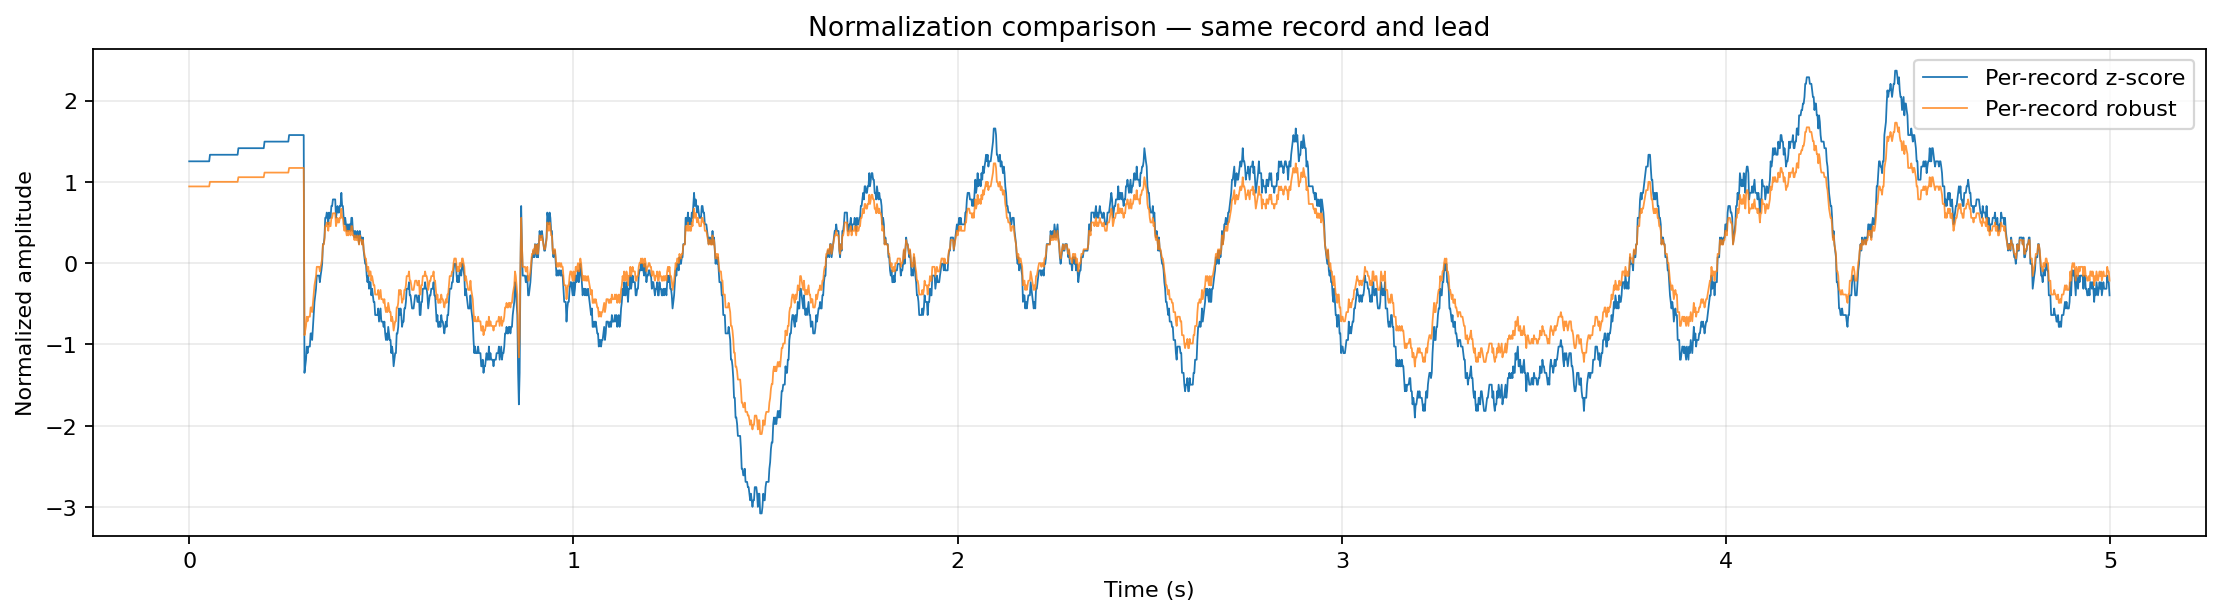 Normalization comparison — same record and lead
Per-record z-score
Per-record robust
Normalized amplitude
2
1
0
−1
−2
−3
0
1
2
3
4
5
Time (s)